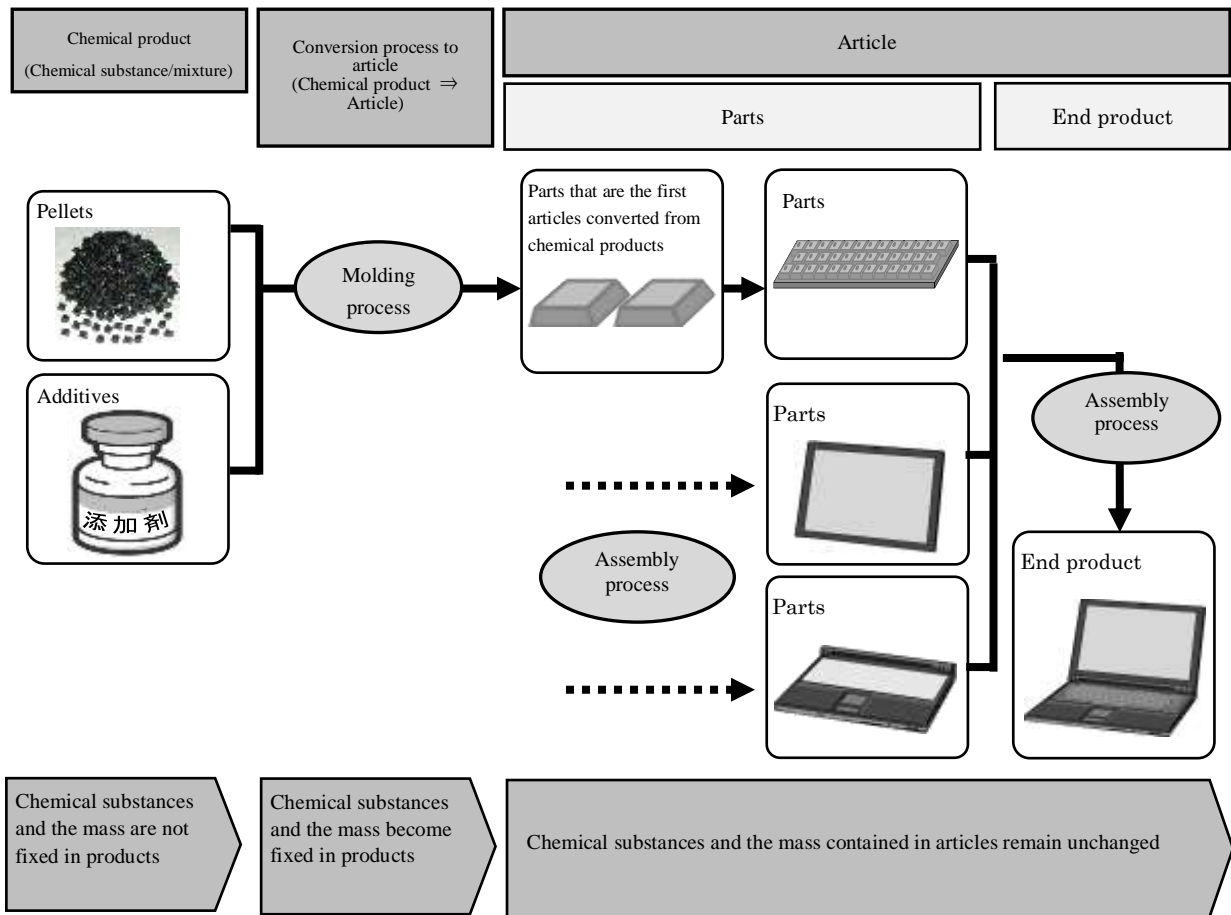 Chemical product
(Chemical substance/mixture)
Conversion process to
article
(Chemical product ⇒
Article)
Article
Parts
End product
Pellets
Additives
添加剤
Molding
process
Parts that are the first
articles converted from
chemical products
Parts
Parts
Assembly
process
Parts
Assembly
process
End product
Chemical substances
and the mass are not
fixed in products
Chemical substances
and the mass become
fixed in products
Chemical substances and the mass contained in articles remain unchanged